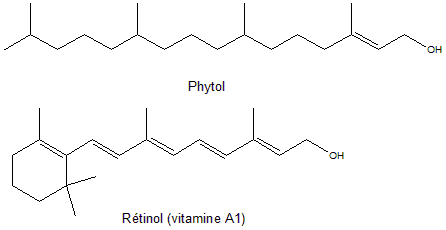 OH
Phytol
OH
Rétinol (vitamine A1)